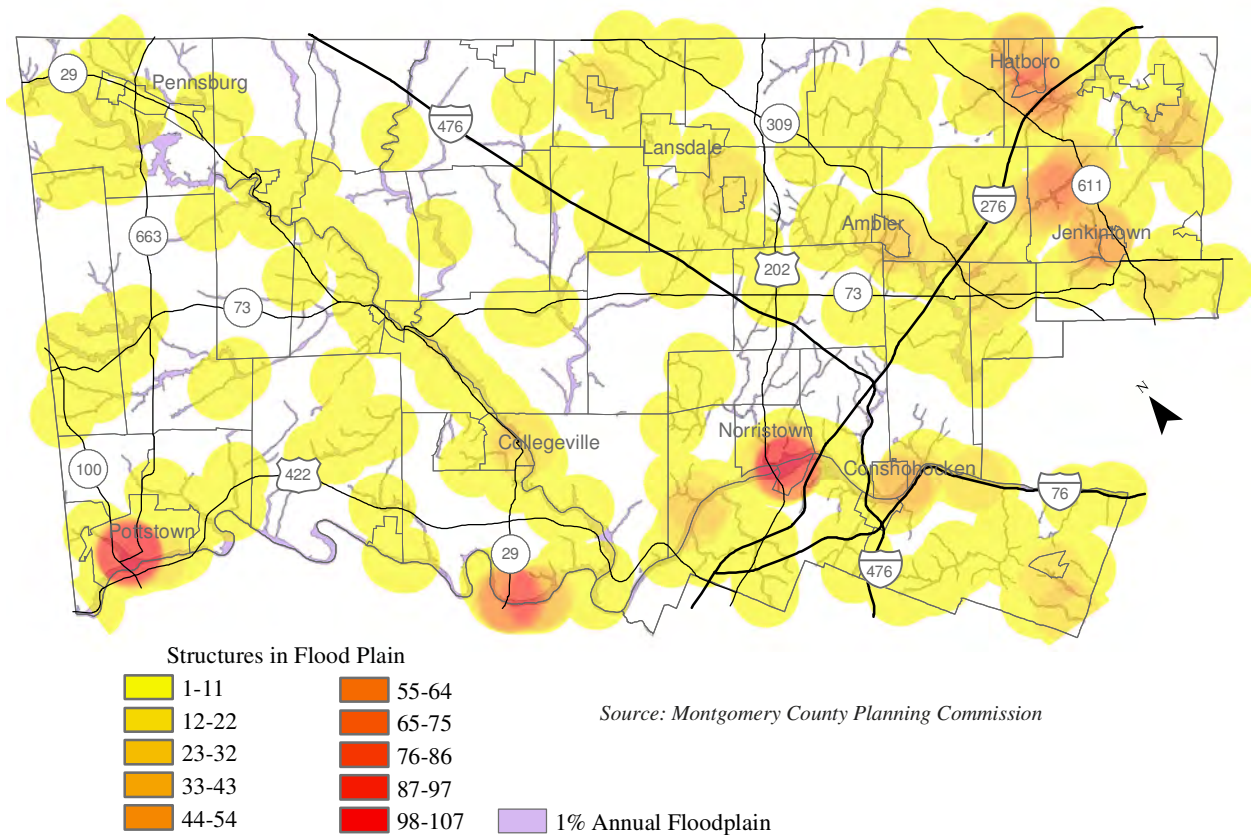 Hatboro
29
Pennsburg
476
309
Lansdale
611
276
Ambler
Jenkintown
663
202
73
73
Norristown
Collegeville
Conshohocken
100
422
76
Pottstown
29
476
N
Structures in Flood Plain
1-11
12-22
23-32
33-43
44-54
55-64
65-75
76-86
87-97
98-107
1% Annual Floodplain
Source: Montgomery County Planning Commission